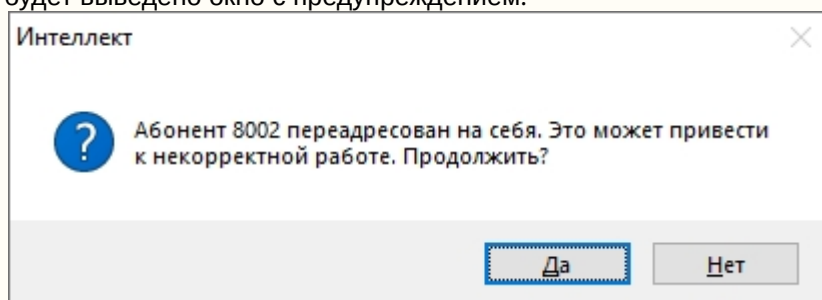 будет выведено окно с предупреждением.
Интеллект
Абонент 8002 переадресован на себя. Это может привести
к некорректной работе. Продолжить?
Да
Нет